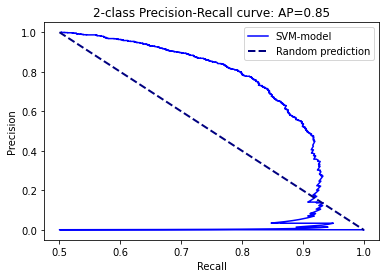 2-class Precision-Recall curve: AP=0.85
SVM-model
Random prediction
Precision
1.0
0.8
0.6
0.4
0.2
0.0
0.5 0.6 0.7 0.8 0.9 1.0
Recall